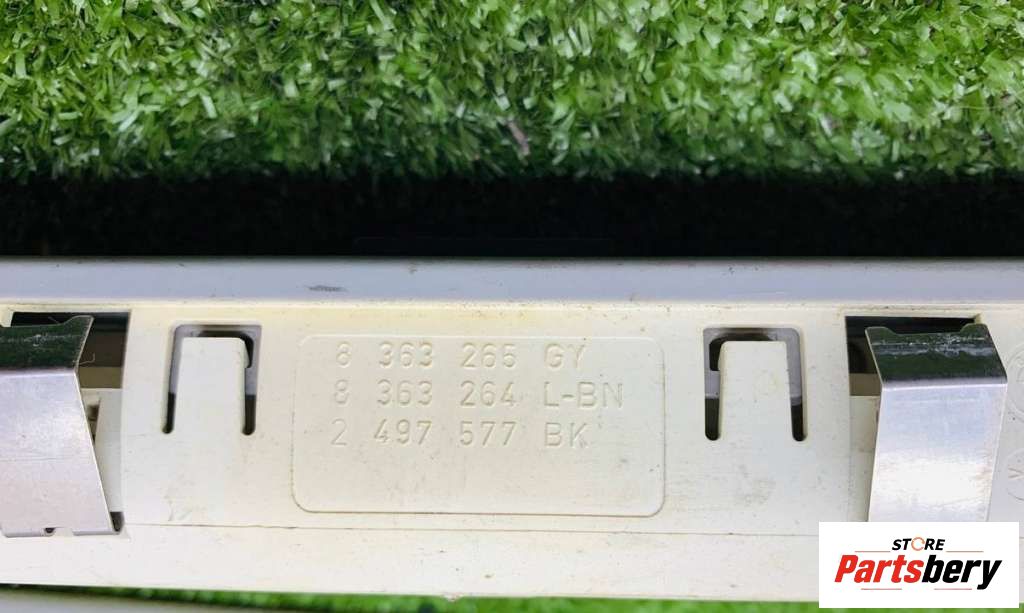 8 363 265 GY
8 363 264 L-BN
2 497 577 BK
STORE
Partsbery